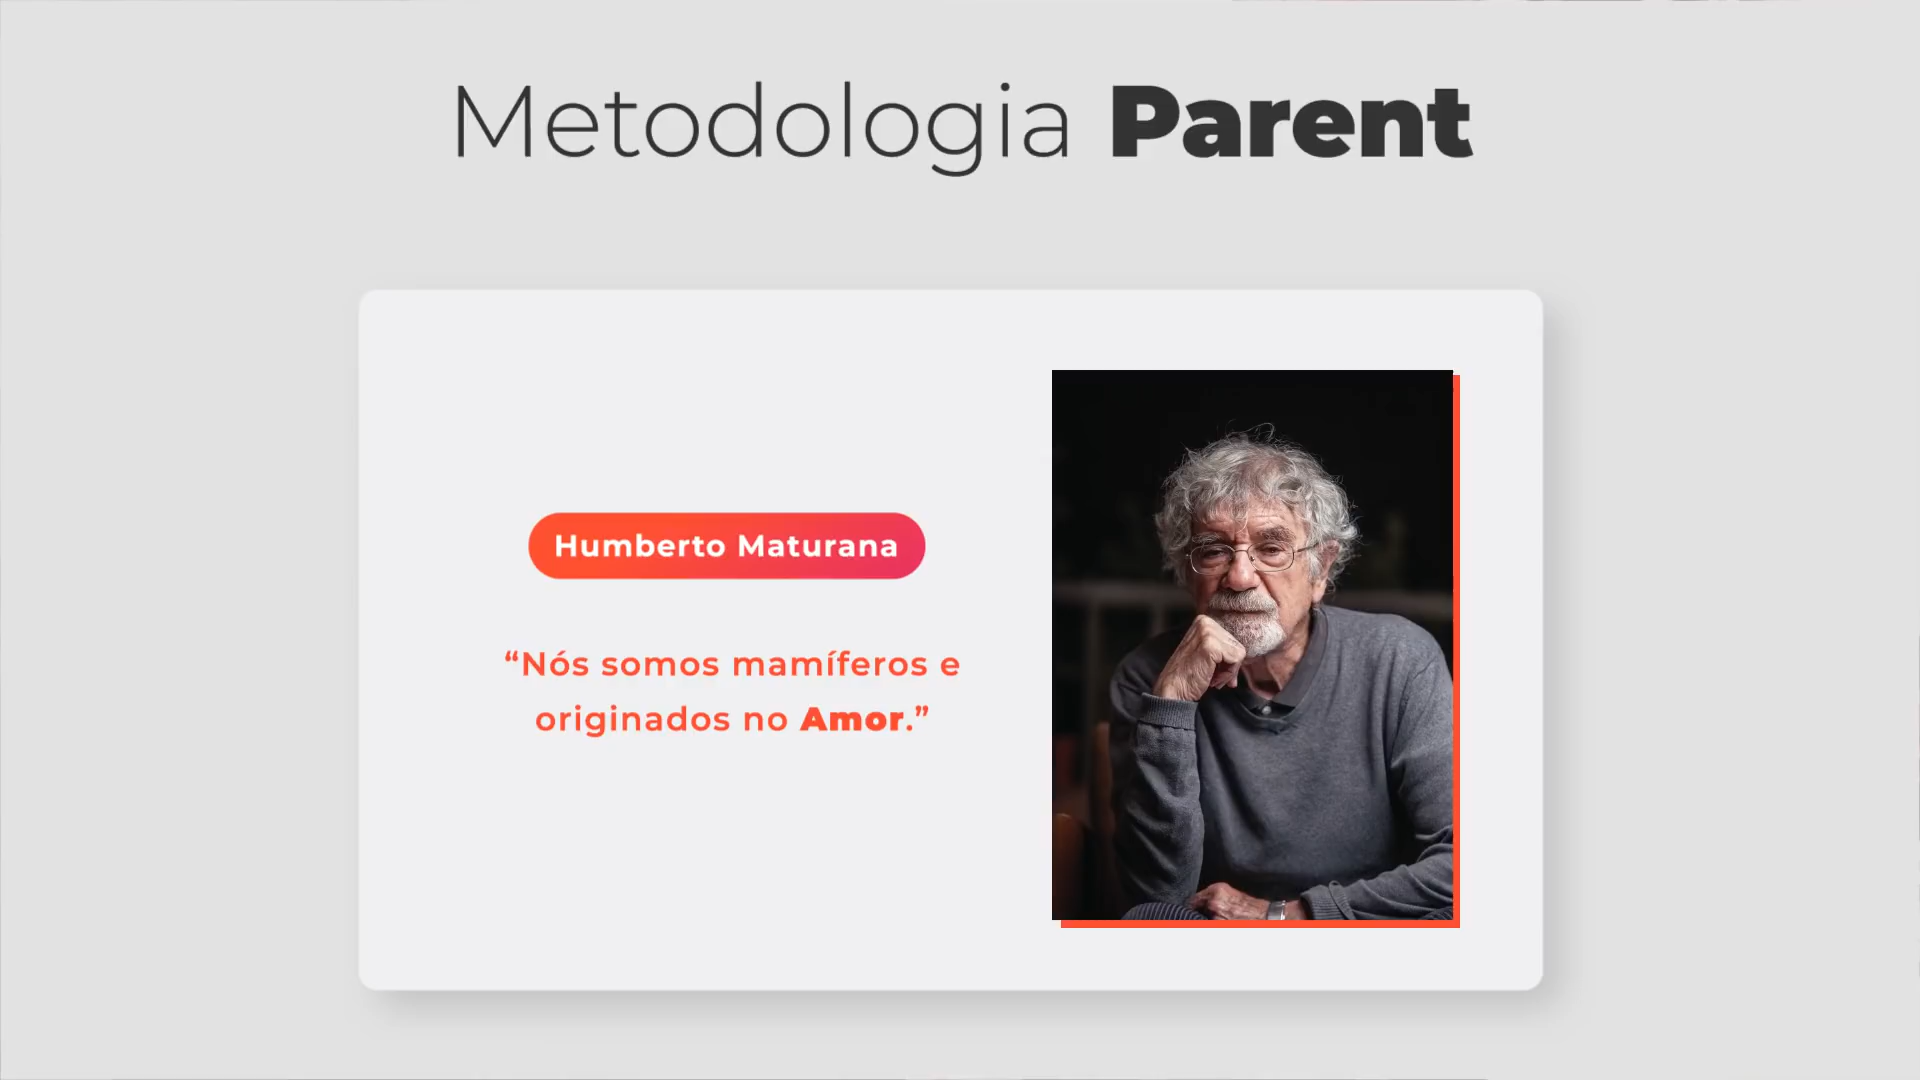 Metodologia Parent
Humberto Maturana
“Nós somos mamíferos e
originados no Amor.”